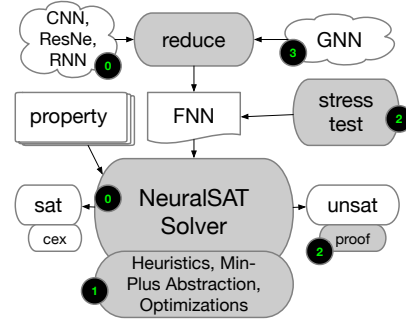 CNN,
ResNe,
RNN
0
reduce
GNN
3
property
FNN
stress
test
2
sat
cex
0
NeuralSAT
Solver
unsat
proof
2
Heuristics, Min-
Plus Abstraction,
Optimizations
1